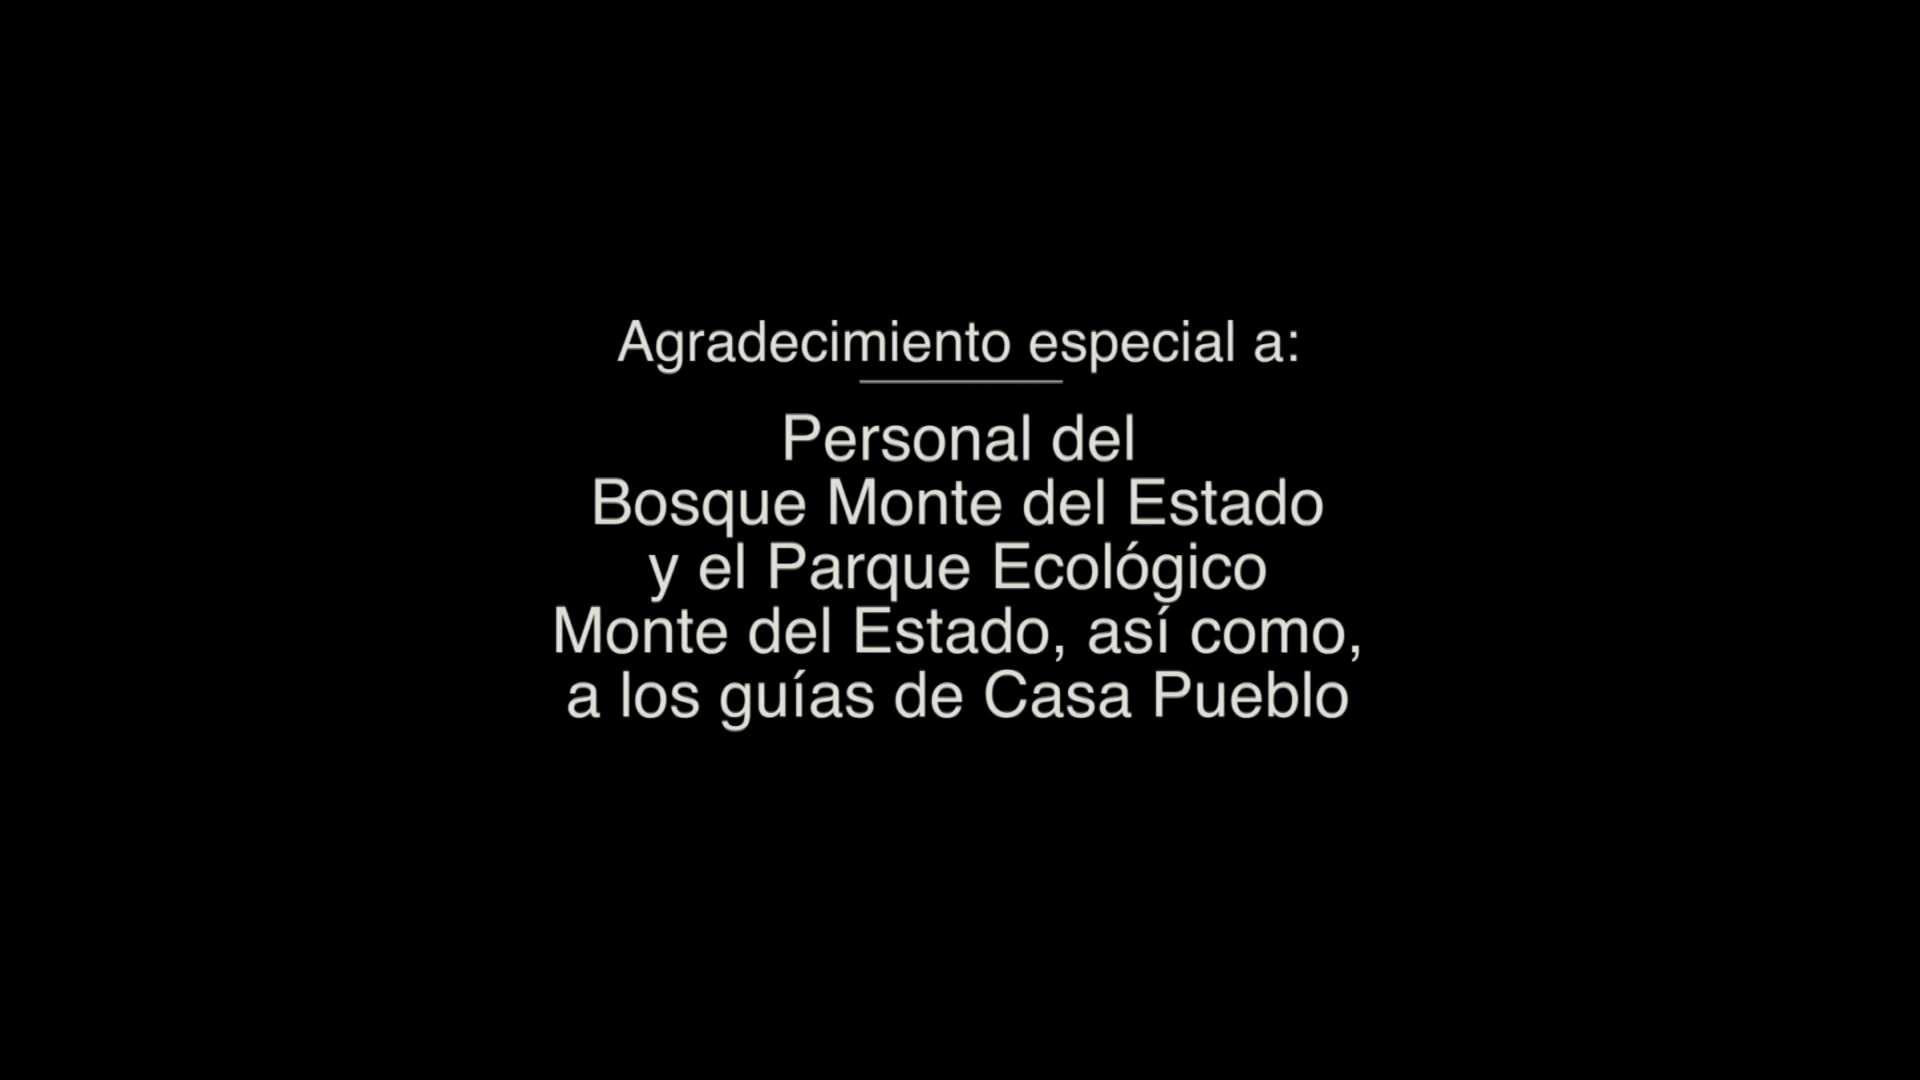 Agradecimiento especial a:
Personal del
Bosque Monte del Estado
y el Parque Ecológico
Monte del Estado, así como,
a los guías de Casa Pueblo